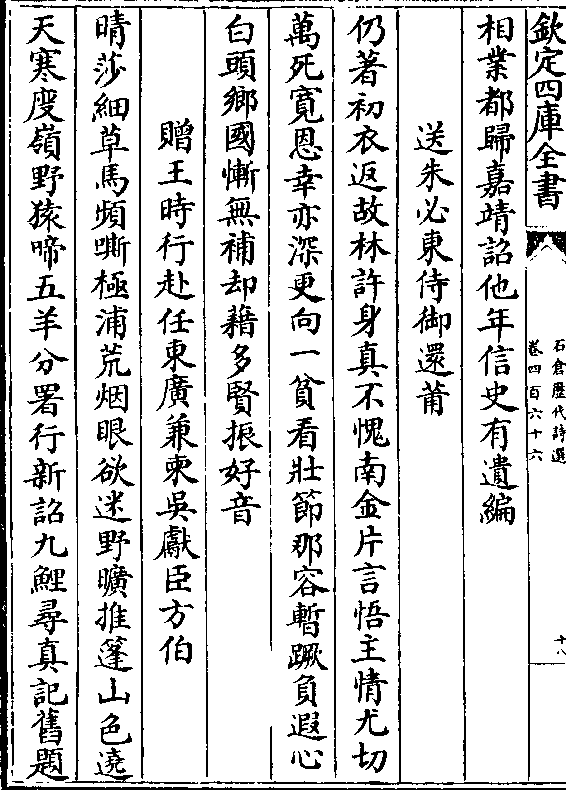 欽定四庫全書
石倉歴代詩選
卷四百六十六
十八
相業都歸嘉靖詔他年信史有遺編
送朱必東侍御還莆
仍著初衣返故林許身真不愧南金片言悟主情尤切
萬死寛恩幸亦深更向一貧看壯節那容暫蹶負遐心
白頭鄉國慚無補却藉多賢振好音
贈王時行赴任東廣兼柬吳獻臣方伯
晴莎細草馬頻嘶極浦荒烟眼欲迷野曠推篷山色遶
天寒度嶺野猿啼五羊分署行新詔九鯉尋真記舊題